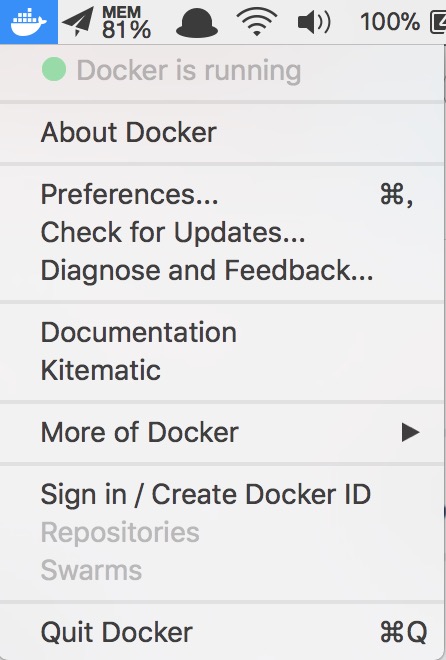 MEM
81%
100%
Docker is running
About Docker
Preferences... ⌘,
Check for Updates...
Diagnose and Feedback...
Documentation
Kitematic
More of Docker ▶
Sign in / Create Docker ID
Repositories
Swarms
Quit Docker ⌘Q